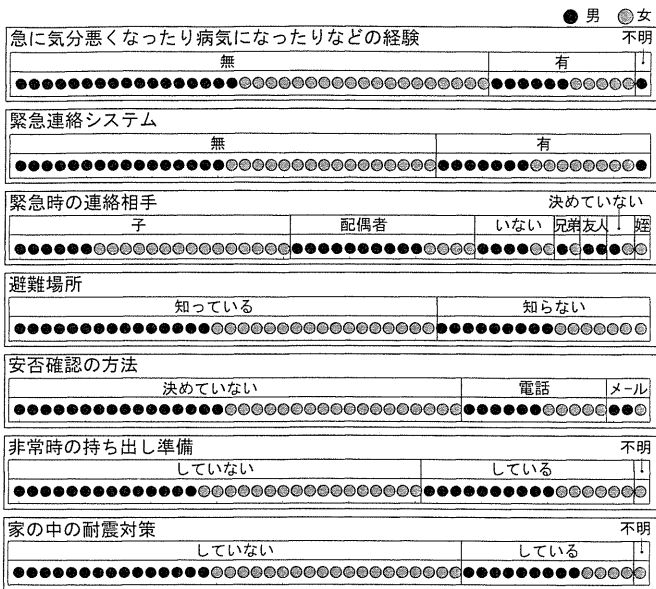 ● 男 ● 女
急に気分悪くなったり病気になったりなどの経験 不明
無 有
緊急連絡システム
無 有
緊急時の連絡相手 決めていない
子 配偶者 いない 兄弟 友人 姪
避難場所
知っている 知らない
安否確認の方法
決めていない 電話 メール
非常時の持ち出し準備 不明
していない している
家の中の耐震対策 不明
していない している